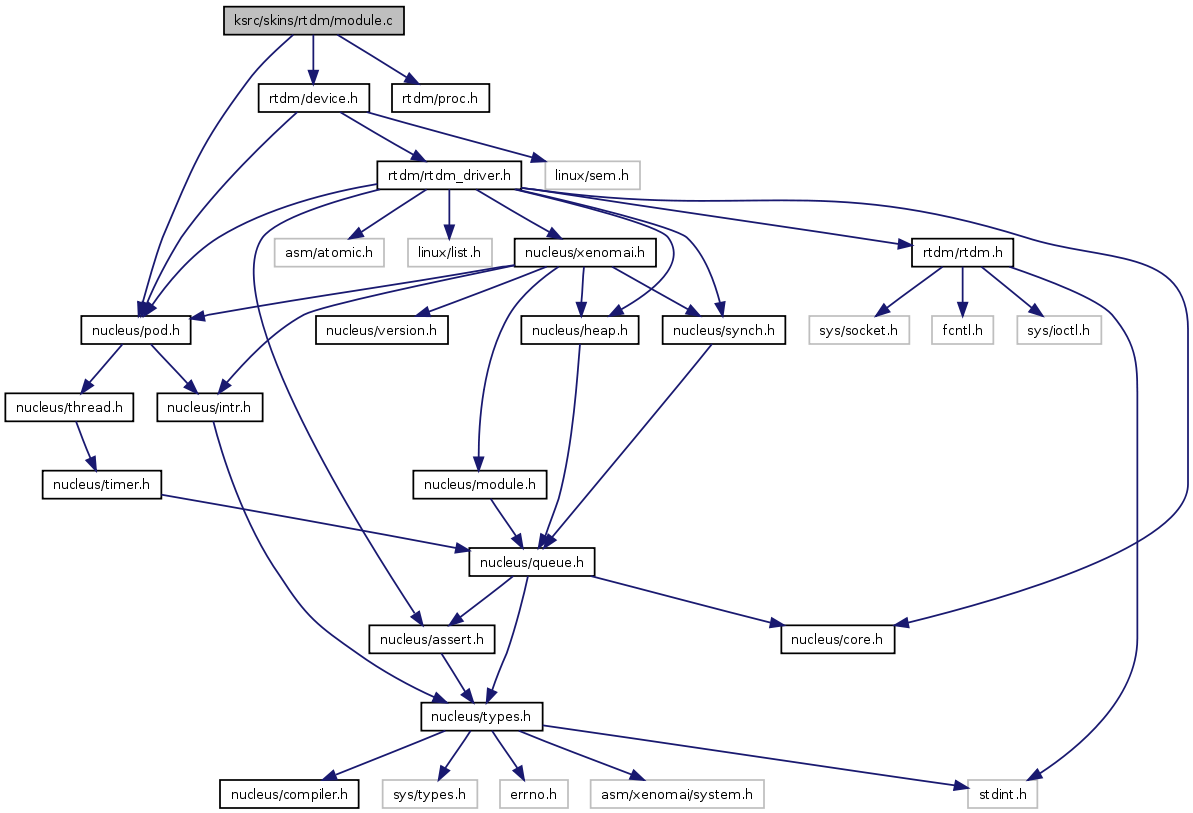 ksrc/skins/rtdm/module.c
rtdm/device.h
rtdm/proc.h
rtdm/rtdm_driver.h
linux/sem.h
asm/atomic.h
linux/list.h
nucleus/xenomai.h
rtdm/rtdm.h
nucleus/pod.h
nucleus/version.h
nucleus/heap.h
nucleus/synch.h
sys/socket.h
fcntl.h
sys/ioctl.h
nucleus/thread.h
nucleus/intr.h
nucleus/timer.h
nucleus/module.h
nucleus/queue.h
nucleus/assert.h
nucleus/core.h
nucleus/types.h
nucleus/compiler.h
sys/types.h
errno.h
asm/xenomai/system.h
stdint.h